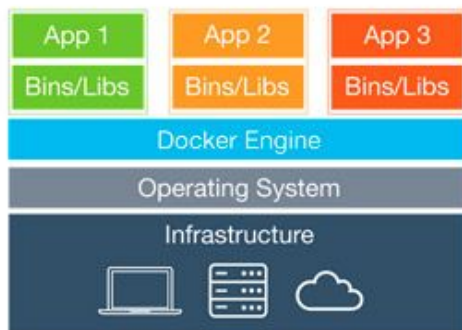 App 1
App 2
App 3
Bins/Libs
Bins/Libs
Bins/Libs
Docker Engine
Operating System
Infrastructure